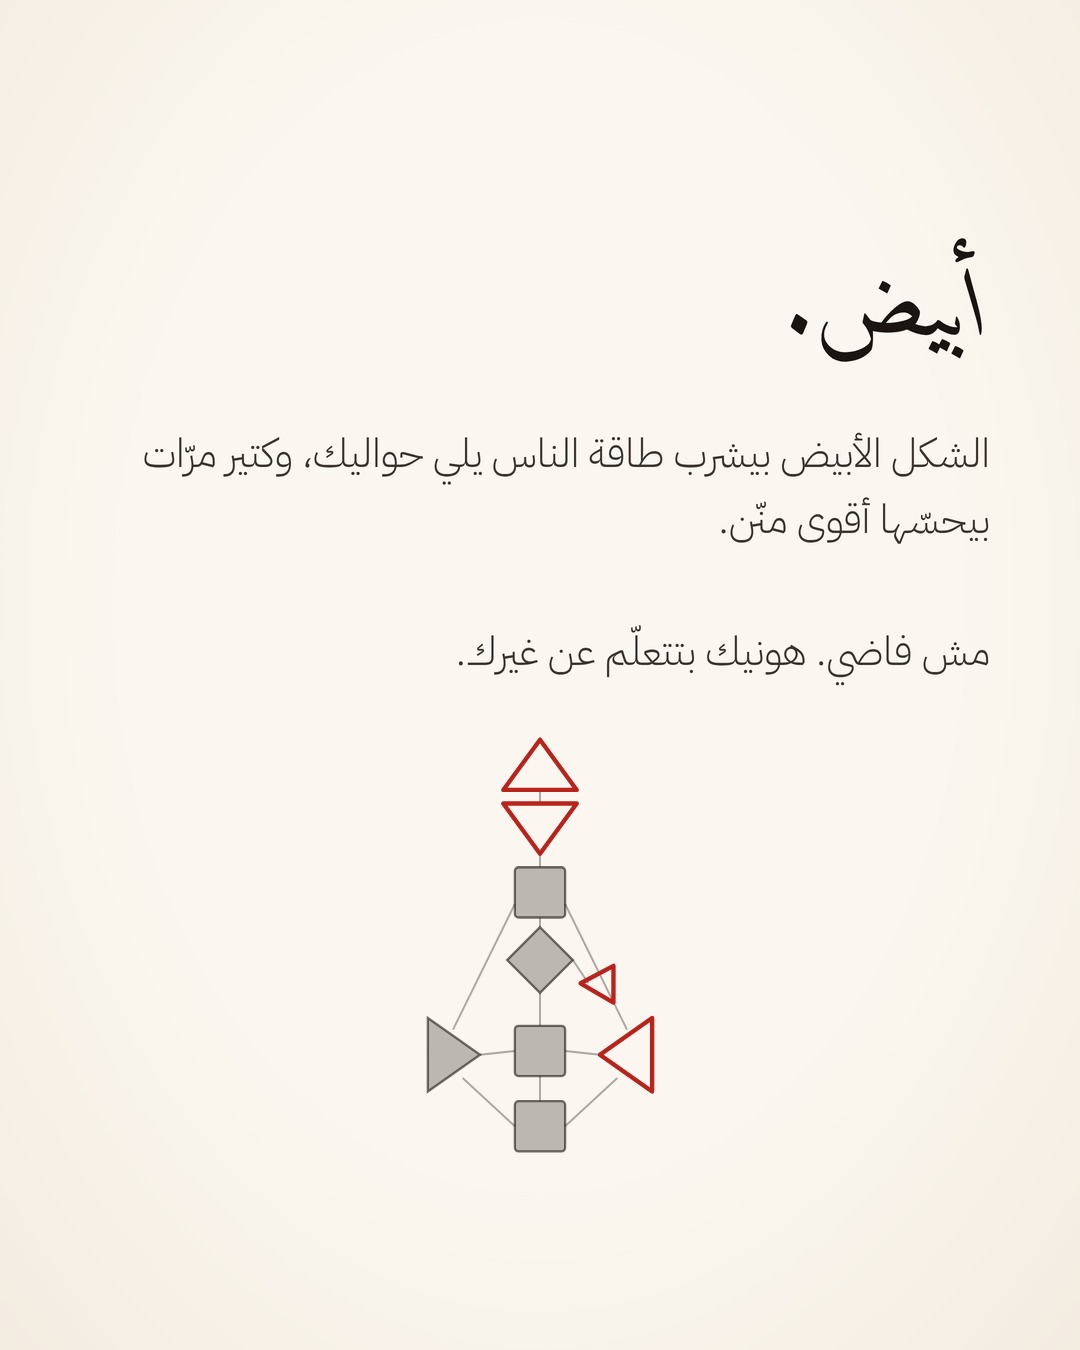 أبيض.
الشكل الأبيض بيشرب طاقة الناس يلي حواليك، وكتير مرّات
بيحسّها أقوى منّن.
مش فاضي. هونيك بتتعلّم عن غيرك.